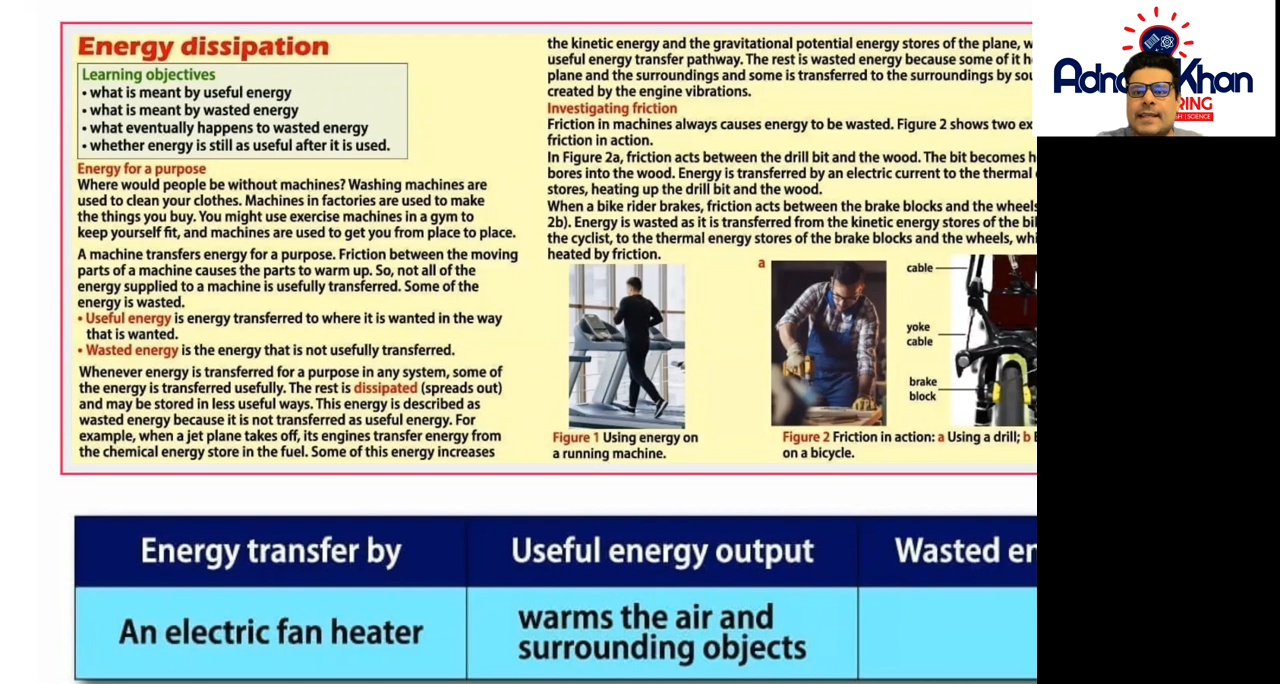 Energy dissipation
Learning objectives
• what is meant by useful energy
• what is meant by wasted energy
• what eventually happens to wasted energy
• whether energy is still as useful after it is used.
Energy for a purpose
Where would people be without machines? Washing machines are
used to clean your clothes. Machines in factories are used to make
the things you buy. You might use exercise machines in a gym to
keep yourself fit, and machines are used to get you from place to place.
A machine transfers energy for a purpose. Friction between the moving
parts of a machine causes the parts to warm up. So, not all of the
energy supplied to a machine is usefully transferred. Some of the
energy is wasted.
• Useful energy is energy transferred to where it is wanted in the way
that is wanted.
• Wasted energy is the energy that is not usefully transferred.
Whenever energy is transferred for a purpose in any system, some of
the energy is transferred usefully. The rest is dissipated (spreads out)
and may be stored in less useful ways. This energy is described as
wasted energy because it is not transferred as useful energy. For
example, when a jet plane takes off, its engines transfer energy from
the chemical energy store in the fuel. Some of this energy increases
the kinetic energy and the gravitational potential energy stores of the plane,
useful energy transfer pathway. The rest is wasted energy because some of it
plane and the surroundings and some is transferred to the surroundings by
created by the engine vibrations.
Investigating friction
Friction in machines always causes energy to be wasted. Figure 2 shows two
friction in action.
In Figure 2a, friction acts between the drill bit and the wood. The bit becomes
bores into the wood. Energy is transferred by an electric current to the thermal
stores, heating up the drill bit and the wood.
When a bike rider brakes, friction acts between the brake blocks and the wheels
2b). Energy is wasted as it is transferred from the kinetic energy stores of the
the cyclist, to the thermal energy stores of the brake blocks and the wheels,
heated by friction.
a
cable
yoke
cable
brake
block
Figure 1 Using energy on
a running machine.
Figure 2 Friction in action: a Using a drill; b
on a bicycle.
Energy transfer by
Useful energy output
Wasted
An electric fan heater
warms the air and
surrounding objects
Khan
SCIENCE